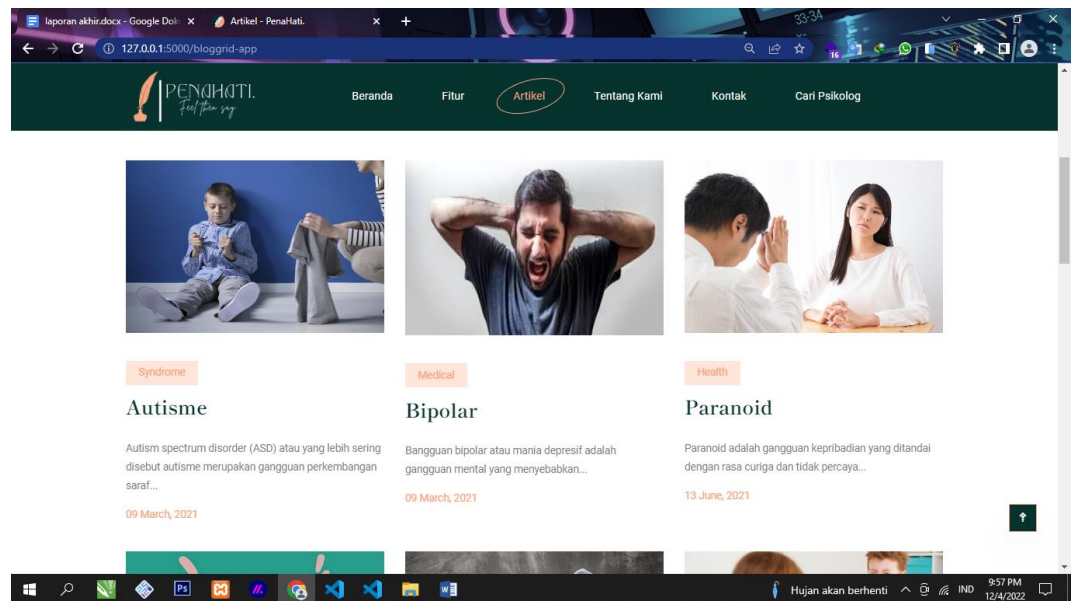 laporan akhir.docx - Google Dok
Artikel - PenaHati.
33-34
127.0.0.1:5000/bloggrid-app
16
PENAHATI.
Feel then say
Beranda Fitur Artikel Tentang Kami Kontak Cari Psikolog
Syndrome
Autisme
Autism spectrum disorder (ASD) atau yang lebih sering
disebut autisme merupakan gangguan perkembangan
saraf...
09 March, 2021
Medical
Bipolar
Bangguan bipolar atau mania depresif adalah
gangguan mental yang menyebabkan...
09 March, 2021
Health
Paranoid
Paranoid adalah gangguan kepribadian yang ditandai
dengan rasa curiga dan tidak percaya...
13 June, 2021
Ps
Hujan akan berhenti
IND
9:57 PM
12/4/2022